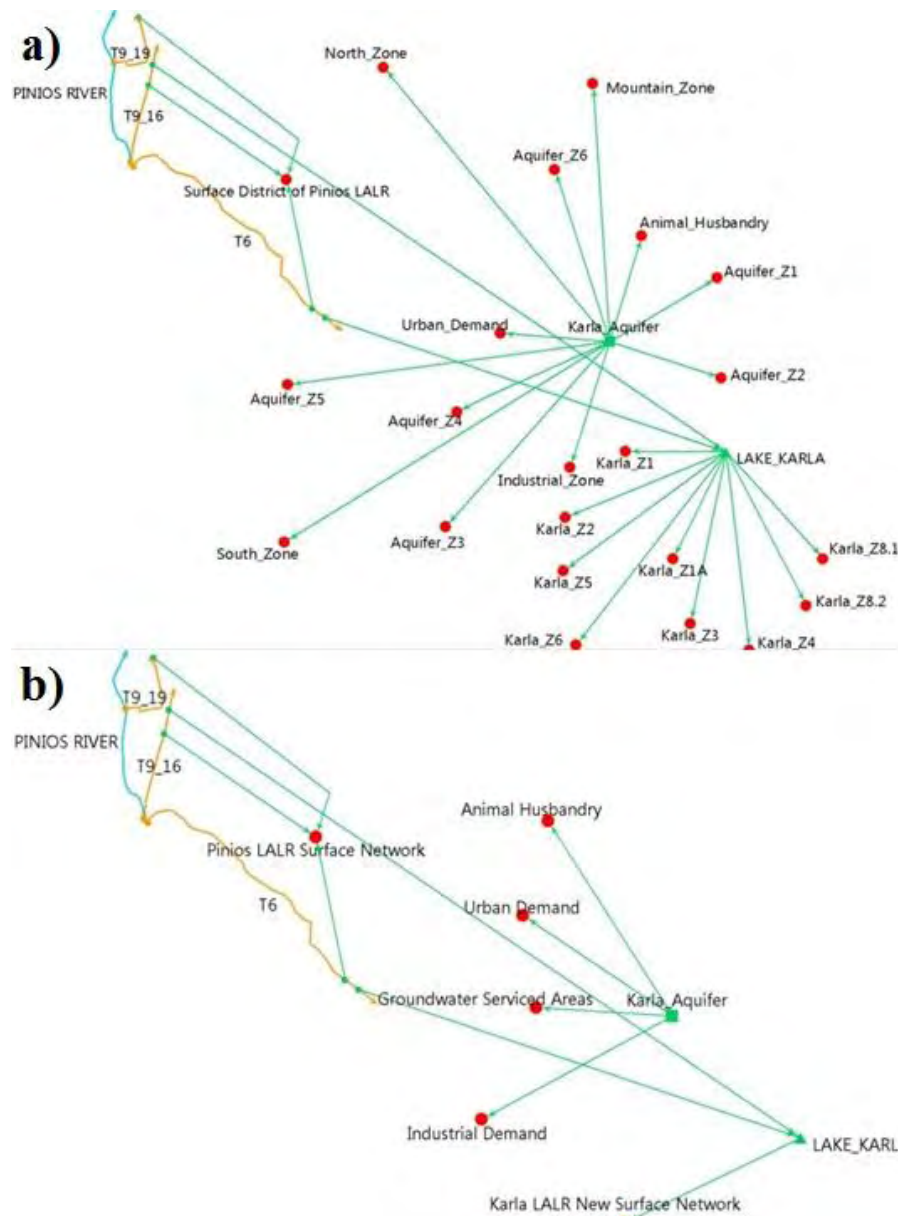 a)
T9_19
PINIOS RIVER
T9_16
North_Zone
Mountain_Zone
Aquifer_Z6
Surface District of Pinios LALR
Animal_Husbandry
T6
Aquifer_Z1
Urban_Demand
Karla_Aquifer
Aquifer_Z2
Aquifer_Z5
Aquifer_Z4
LAKE_KARLA
Karla_Z1
Industrial_Zone
Karla_Z2
Aquifer_Z3
South_Zone
Karla_Z8.1
Karla_Z1A
Karla_Z5
Karla_Z8.2
Karla_Z3
Karla_Z6
Karla_Z4
b)
T9_19
PINIOS RIVER
T9_16
Animal Husbandry
Pinios LALR Surface Network
T6
Urban Demand
Groundwater Serviced Areas
Karla_Aquifer
Industrial Demand
LAKE_KARL
Karla LALR New Surface Network